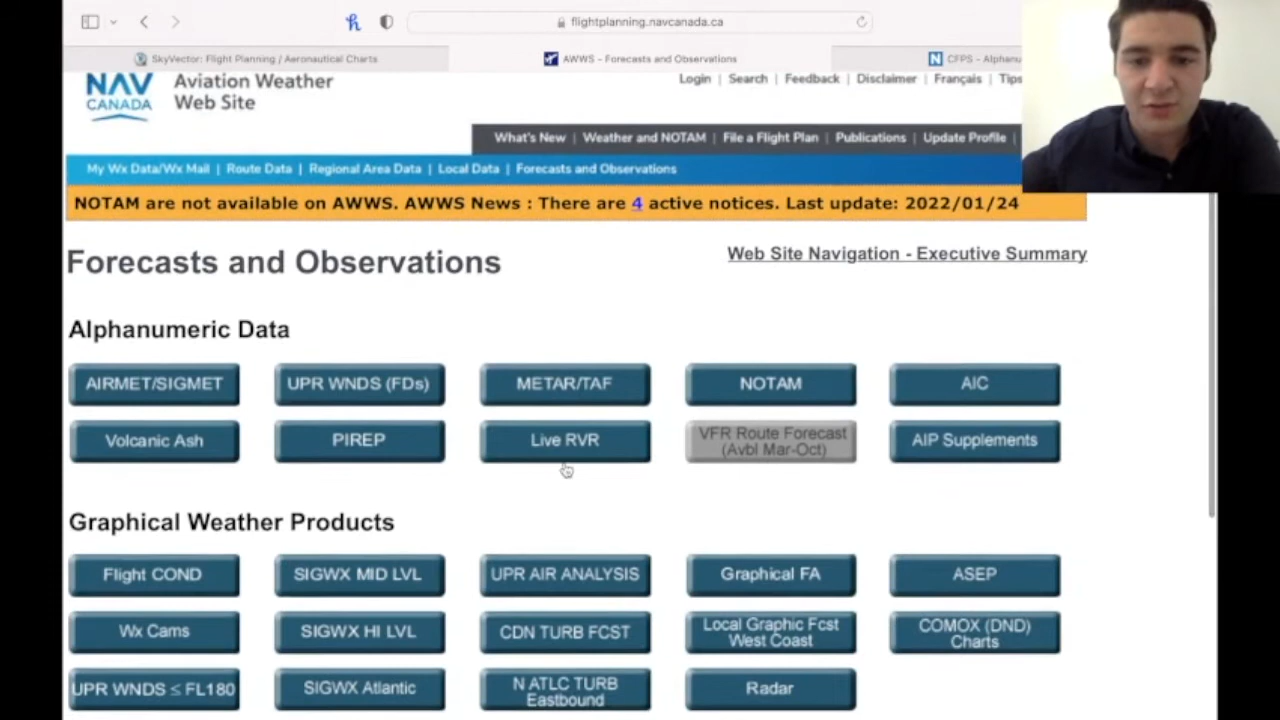 flightplanning.navcanada.ca
SkyVector: Flight Planning / Aeronautical Charts
AWWS - Forecasts and Observations
CFPS - Alphanu
NAV CANADA
Aviation Weather
Web Site
Login | Search | Feedback | Disclaimer | Français | Tips
What's New | Weather and NOTAM | File a Flight Plan | Publications | Update Profile |
My Wx Data/Wx Mail | Route Data | Regional Area Data | Local Data | Forecasts and Observations
NOTAM are not available on AWWS. AWWS News : There are 4 active notices. Last update: 2022/01/24
Forecasts and Observations
Web Site Navigation - Executive Summary
Alphanumeric Data
AIRMET/SIGMET
UPR WNDS (FDs)
METAR/TAF
NOTAM
AIC
Volcanic Ash
PIREP
Live RVR
VFR Route Forecast
(Avbl Mar-Oct)
AIP Supplements
Graphical Weather Products
Flight COND
SIGWX MID LVL
UPR AIR ANALYSIS
Graphical FA
ASEP
Wx Cams
SIGWX HI LVL
CDN TURB FCST
Local Graphic Fcst
West Coast
COMOX (DND)
Charts
UPR WNDS ≤ FL180
SIGWX Atlantic
N ATLC TURB
Eastbound
Radar